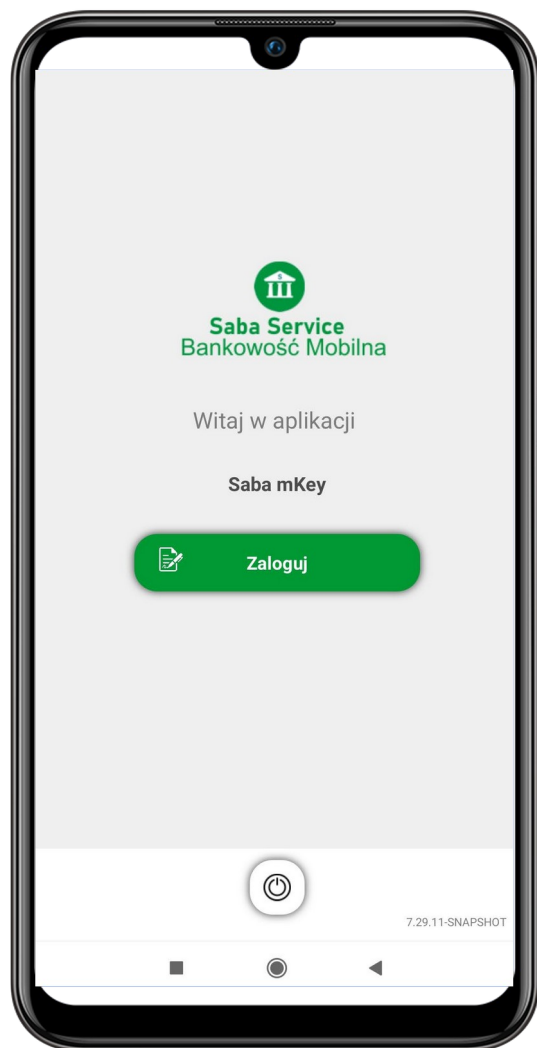 Saba Service
Bankowość Mobilna
Witaj w aplikacji
Saba mKey
Zaloguj
7.29.11-SNAPSHOT